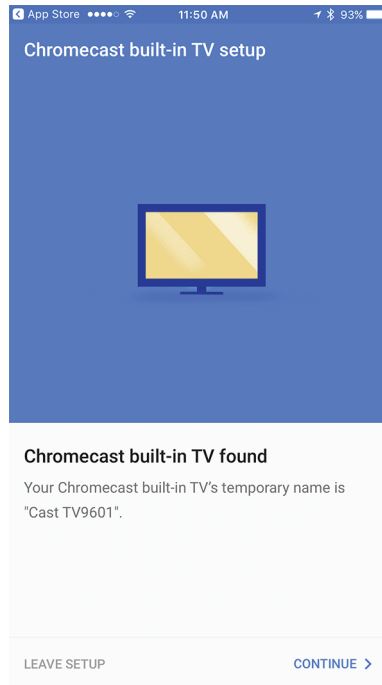 App Store 11:50 AM 93%
Chromecast built-in TV setup
Chromecast built-in TV found
Your Chromecast built-in TV's temporary name is
"Cast TV9601".
LEAVE SETUP CONTINUE